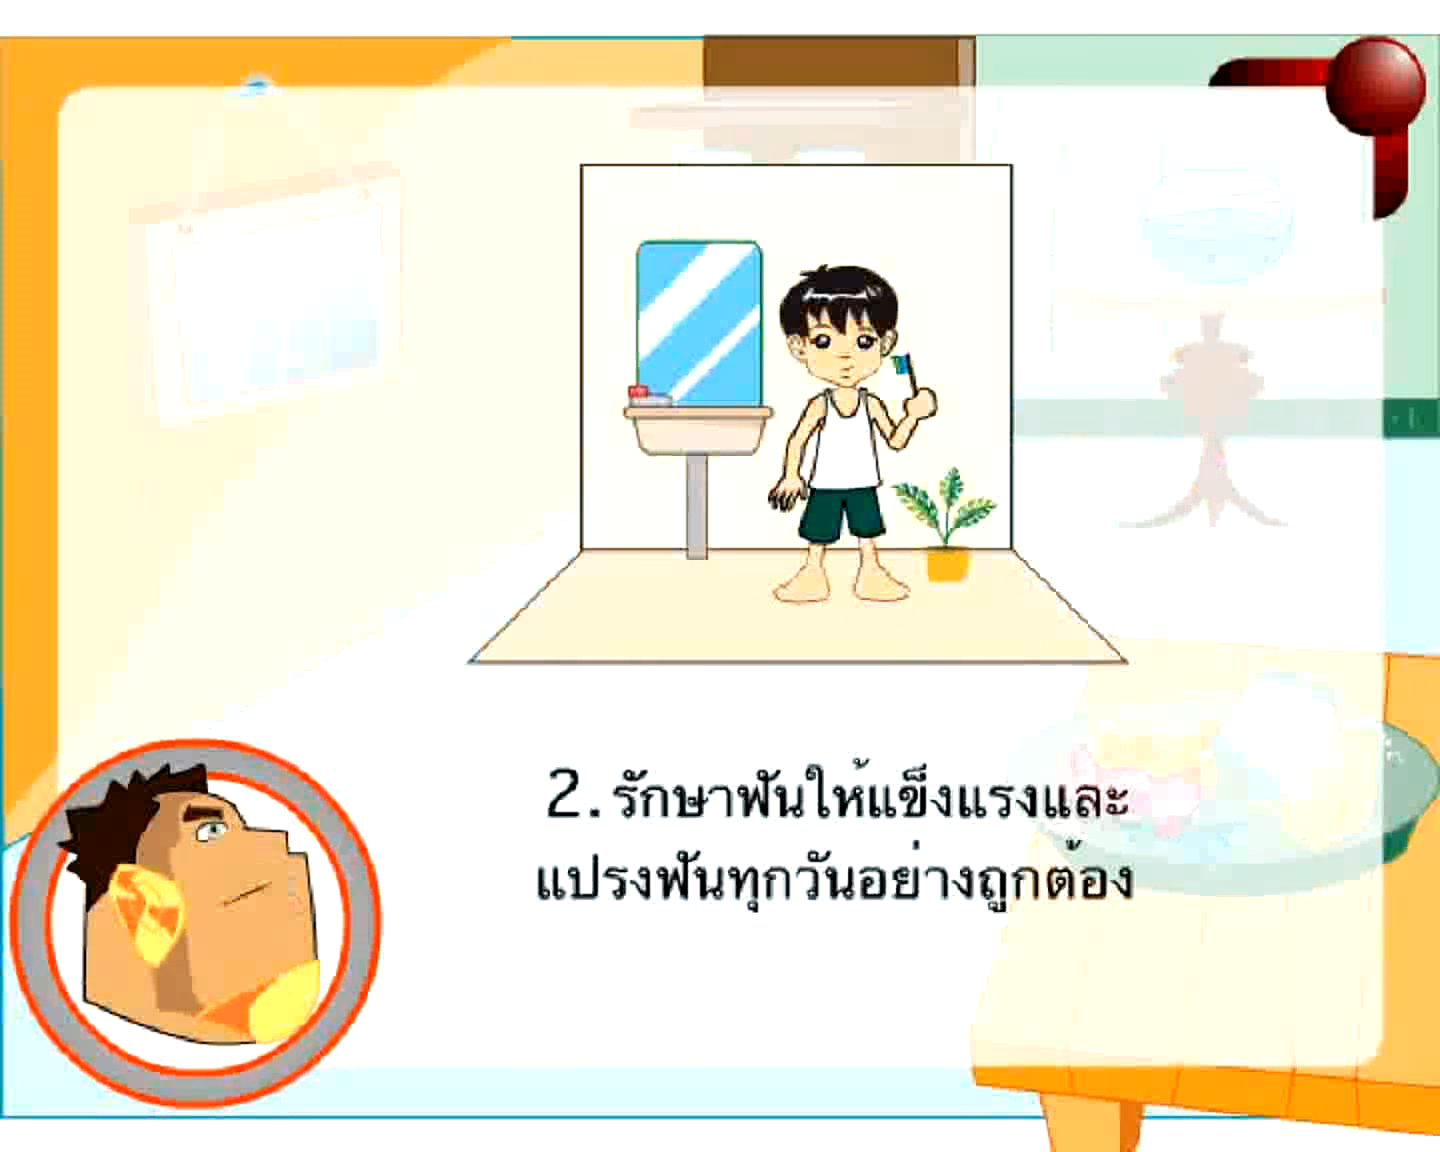 2. รักษาฟันให้แข็งแรงและ
แปรงฟันทุกวันอย่างถูกต้อง